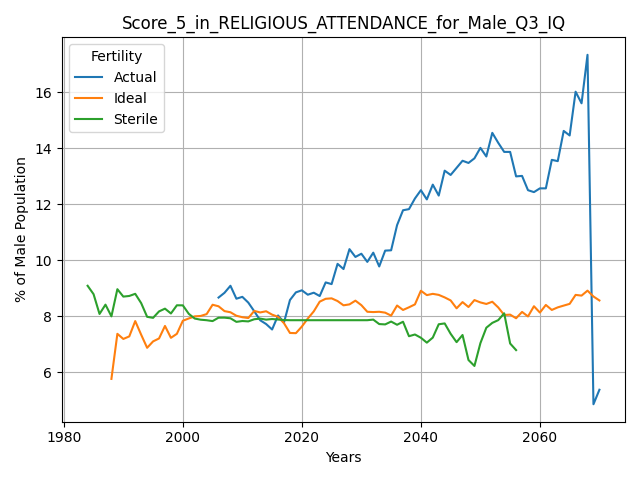 Score_5_in_RELIGIOUS_ATTENDANCE_for_Male_Q3_IQ
Fertility
Actual
Ideal
Sterile
% of Male Population
16
14
12
10
8
6
1980
2000
2020
2040
2060
Years